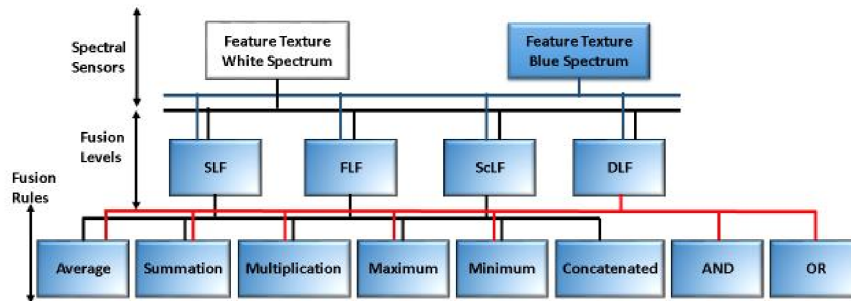 Spectral
Sensors
Feature Texture
White Spectrum
Feature Texture
Blue Spectrum
Fusion
Levels
SLF
FLF
ScLF
DLF
Fusion
Rules
Average
Summation
Multiplication
Maximum
Minimum
Concatenated
AND
OR